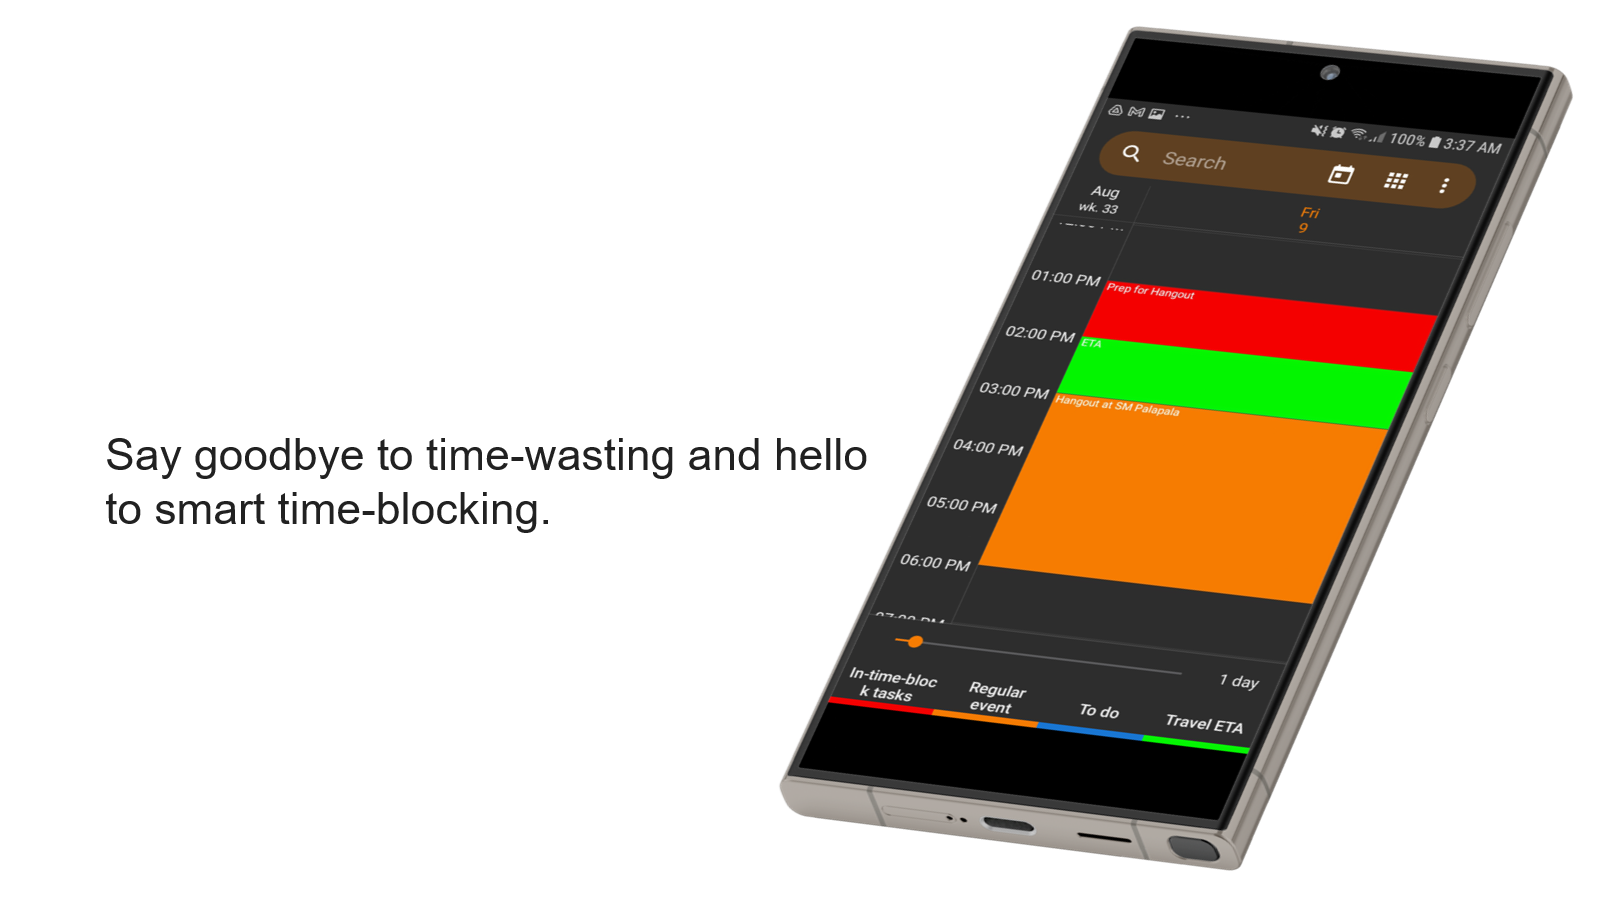 Say goodbye to time-wasting and hello
to smart time-blocking.
100% 3:37 AM
Search
Aug
wk. 33
Fri
9
01:00 PM
Prep for Hangout
02:00 PM
ETA
03:00 PM
Hangout at SM Palapala
04:00 PM
05:00 PM
06:00 PM
07:00 PM
1 day
In-time-bloc
k tasks
Regular
event
To do
Travel ETA